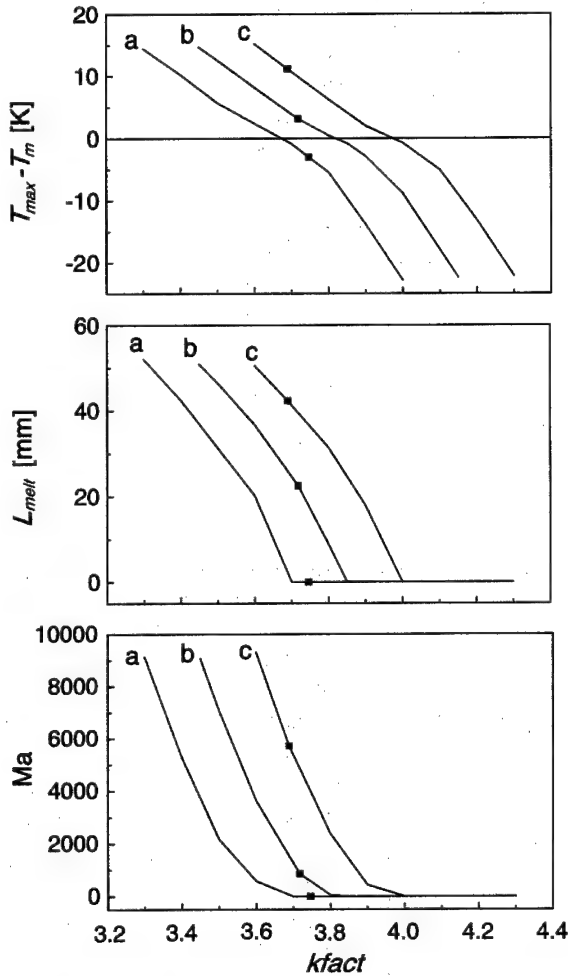 20
10
0
-10
-20
T_max - T_m [K]
a
b
c
60
40
20
0
L_melt [mm]
a
b
c
10000
8000
6000
4000
2000
0
Ma
a
b
c
3.2 3.4 3.6 3.8 4.0 4.2 4.4
kfact